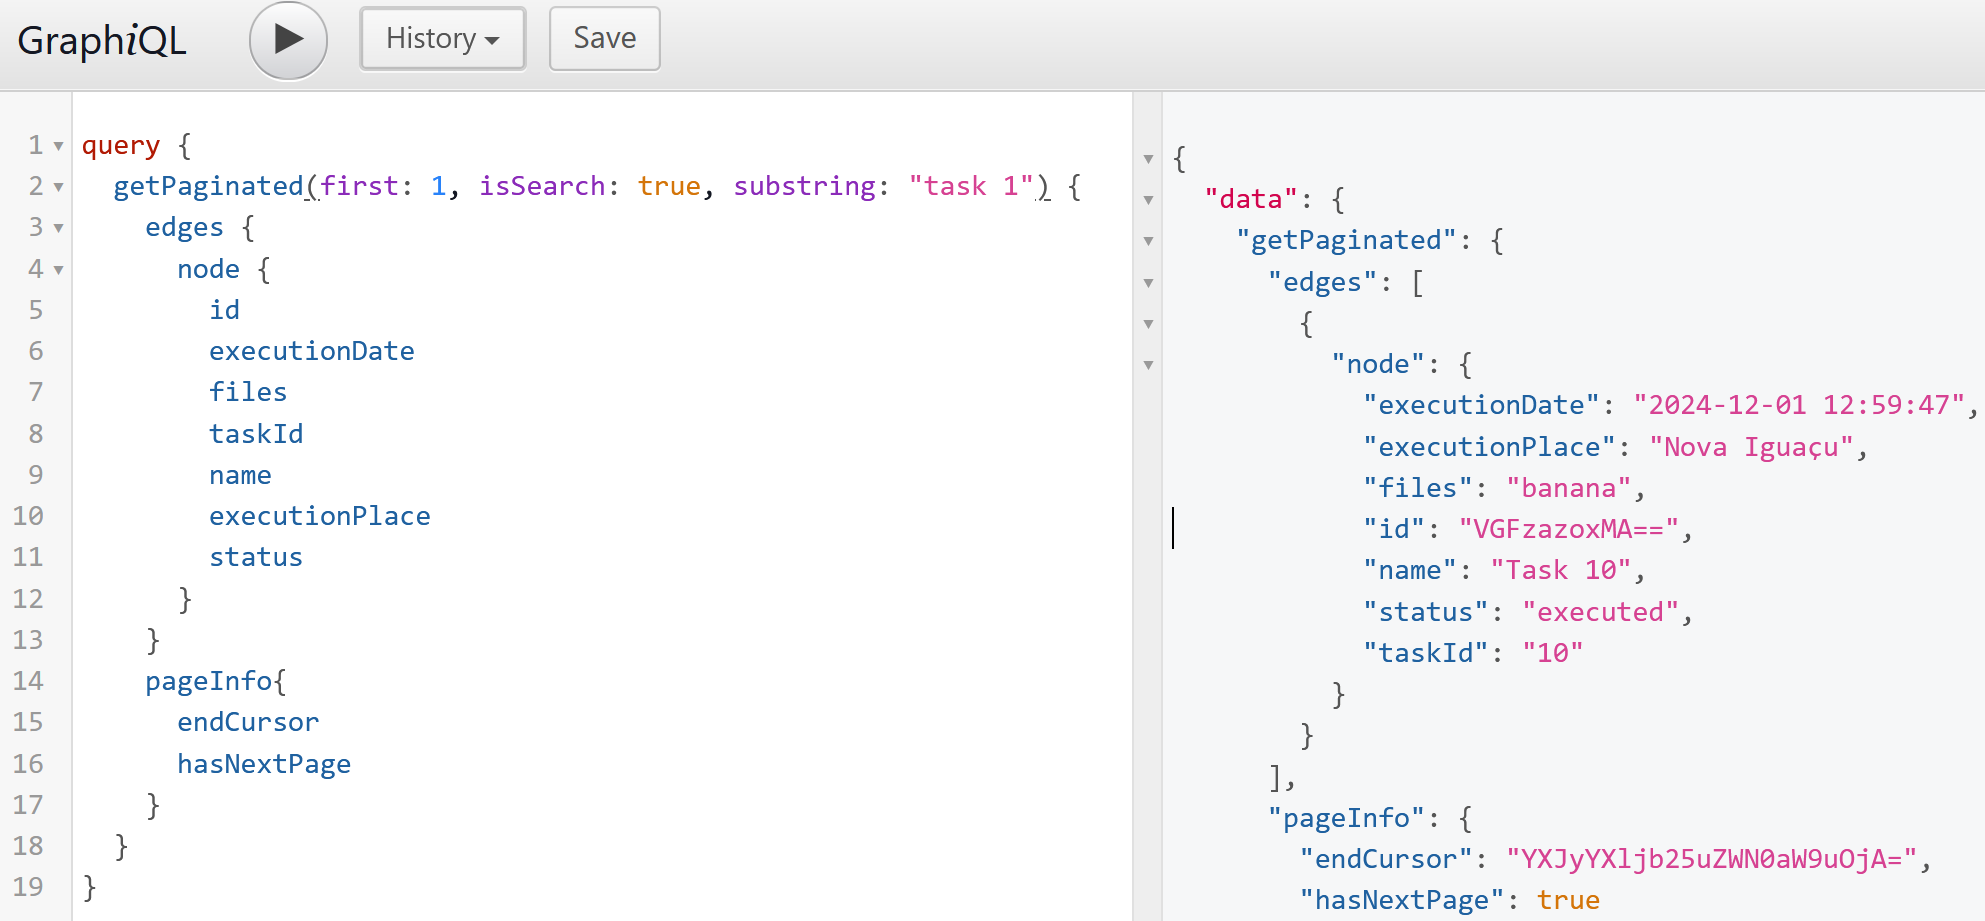 GraphiQL History Save
1 query {
2 getPaginated(first: 1, isSearch: true, substring: "task 1") {
3 edges {
4 node {
5 id
6 executionDate
7 files
8 taskId
9 name
10 executionPlace
11 status
12 }
13 }
14 pageInfo{
15 endCursor
16 hasNextPage
17 }
18 }
19 }
{
"data": {
"getPaginated": {
"edges": [
{
"node": {
"executionDate": "2024-12-01 12:59:47",
"executionPlace": "Nova Iguaçu",
"files": "banana",
"id": "VGFzazoxMA==",
"name": "Task 10",
"status": "executed",
"taskId": "10"
}
}
],
"pageInfo": {
"endCursor": "YXJyYXljb25uZWN0aW9uOjA=",
"hasNextPage": true